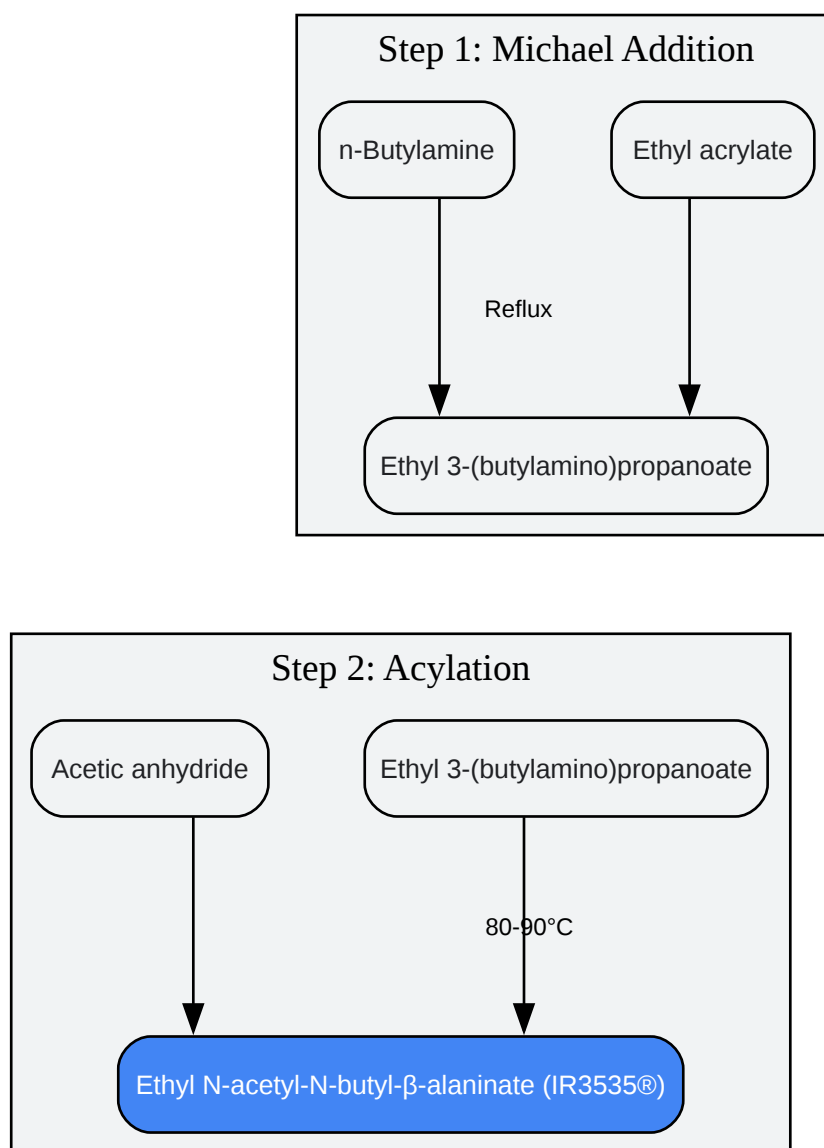 Step 1: Michael Addition
n-Butylamine
Ethyl acrylate
Reflux
Ethyl 3-(butylamino)propanoate
Step 2: Acylation
Acetic anhydride
Ethyl 3-(butylamino)propanoate
80-90°C
Ethyl N-acetyl-N-butyl-β-alaninate (IR3535®)